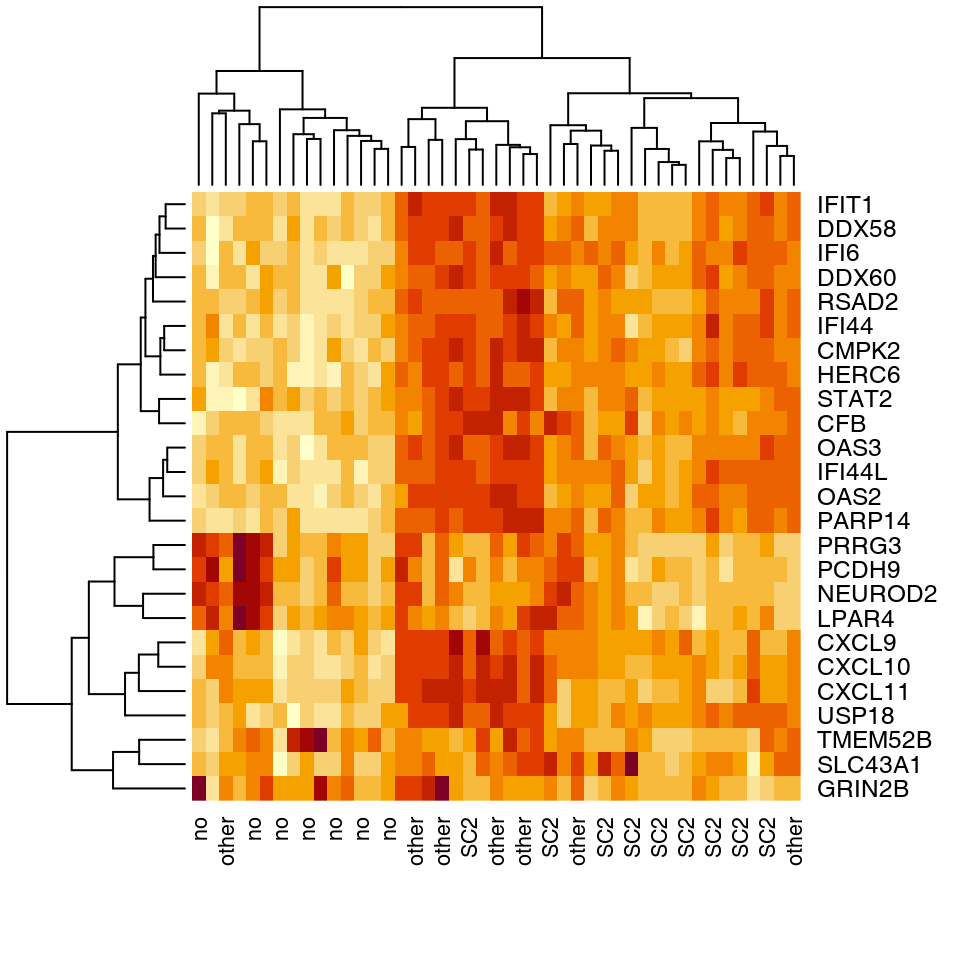 IFIT1
DDX58
IFI6
DDX60
RSAD2
IFI44
CMPK2
HERC6
STAT2
CFB
OAS3
IFI44L
OAS2
PARP14
PRRG3
PCDH9
NEUROD2
LPAR4
CXCL9
CXCL10
CXCL11
USP18
TMEM52B
SLC43A1
GRIN2B
no
other
no
no
no
no
no
no
other
other
SC2
other
other
SC2
other
SC2
SC2
SC2
SC2
SC2
SC2
SC2
other